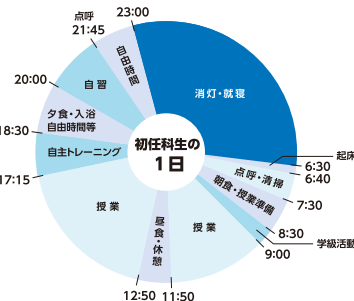 点呼
21:45
23:00
自由時間
消灯・就寝
自習
20:00
夕食・入浴
自由時間等
18:30
自主トレーニング
17:15
初任科生の
1日
起床
6:30
6:40
点呼・清掃
朝食・授業準備
7:30
8:30
学級活動
9:00
授業
昼食・休憩
授業
12:50
11:50